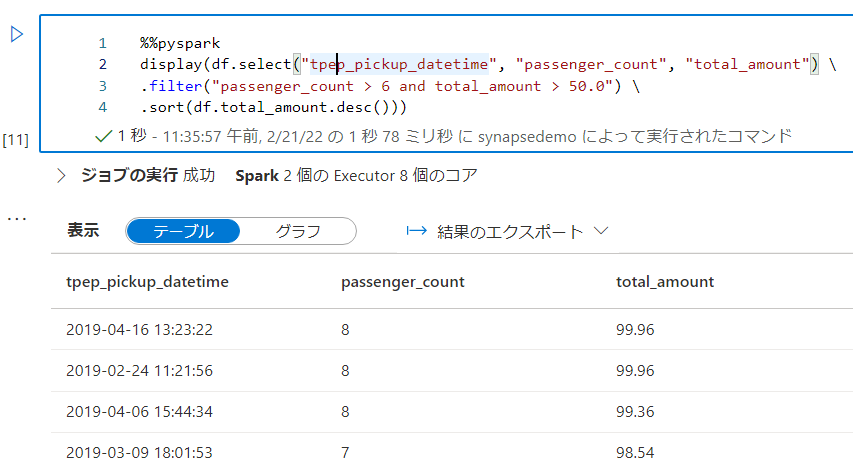 1 %%pyspark
2 display(df.select("tpep_pickup_datetime", "passenger_count", "total_amount") \
3 .filter("passenger_count > 6 and total_amount > 50.0") \
4 .sort(df.total_amount.desc()))
[11] 1 秒 - 11:35:57 午前, 2/21/22 の 1 秒 78 ミリ秒 に synapsedemo によって実行されたコマンド
ジョブの実行 成功 Spark 2 個の Executor 8 個のコア
...
表示 テーブル グラフ 結果のエクスポート
tpep_pickup_datetime passenger_count total_amount
2019-04-16 13:23:22 8 99.96
2019-02-24 11:21:56 8 99.96
2019-04-06 15:44:34 8 99.36
2019-03-09 18:01:53 7 98.54